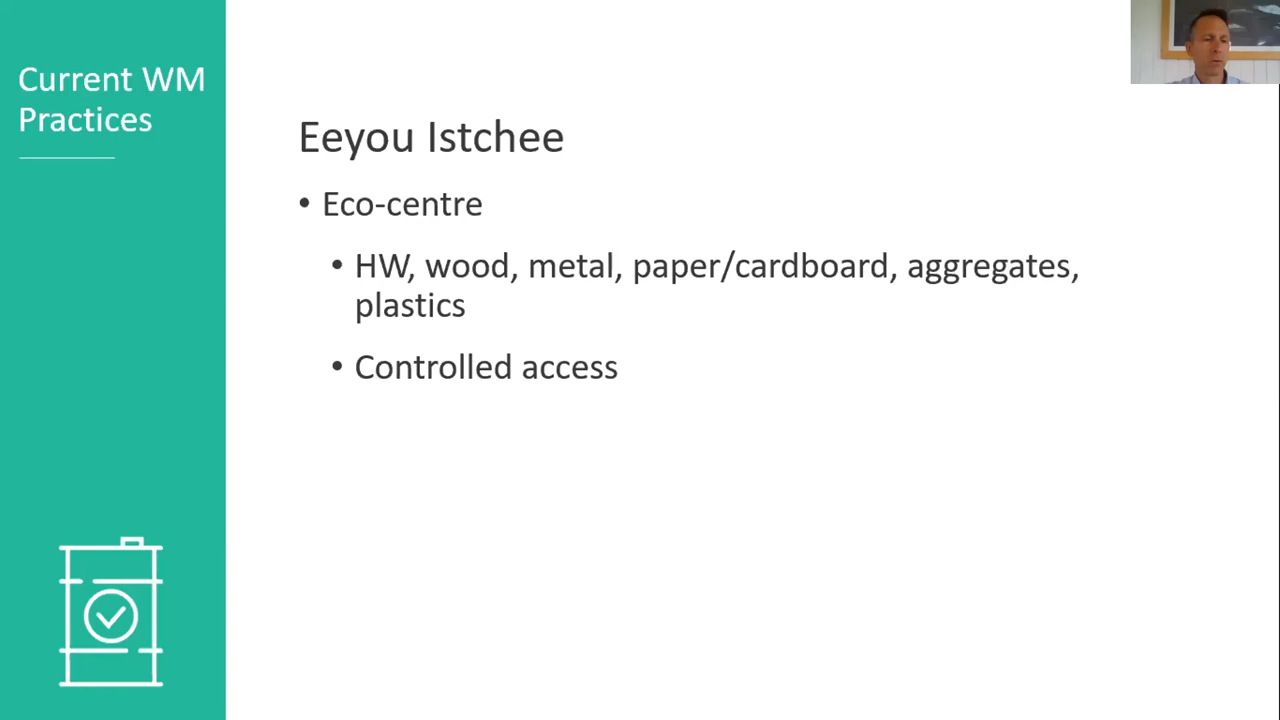 Current WM
Practices
Eeyou Istchee
• Eco-centre
• HW, wood, metal, paper/cardboard, aggregates,
plastics
• Controlled access